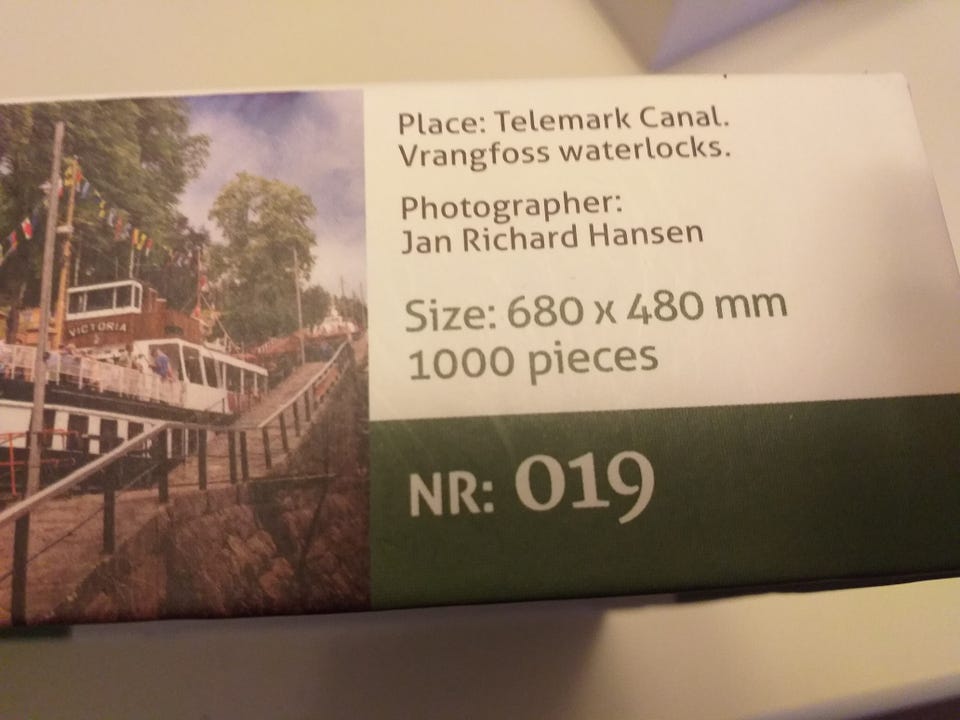 VICTORIA
Place: Telemark Canal.
Vrangfoss waterlocks.
Photographer:
Jan Richard Hansen
Size: 680 x 480 mm
1000 pieces
NR: 019